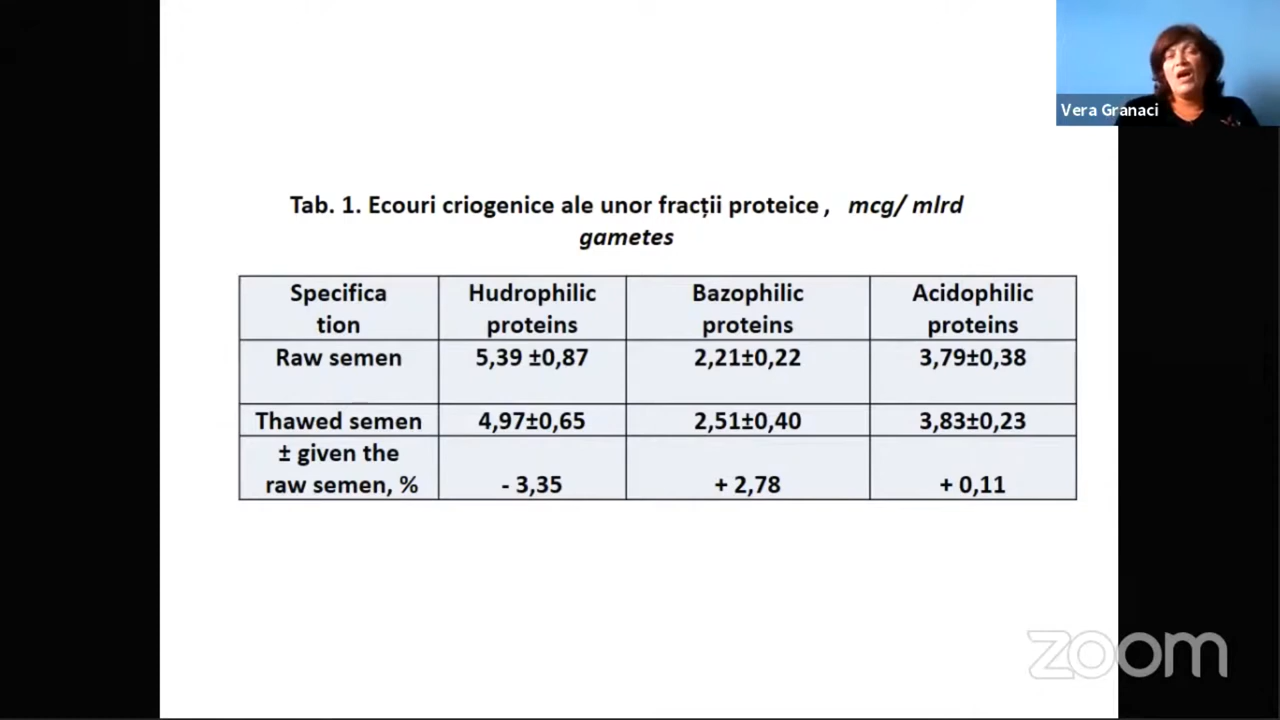 Vera Granaci
Tab. 1. Ecouri criogenice ale unor fracții proteice , mcg/ mlrd
gametes
Specifica
tion
Hudrophilic
proteins
Bazophilic
proteins
Acidophilic
proteins
Raw semen
5,39 ±0,87
2,21±0,22
3,79±0,38
Thawed semen
4,97±0,65
2,51±0,40
3,83±0,23
± given the
raw semen, %
- 3,35
+ 2,78
+ 0,11
zoom